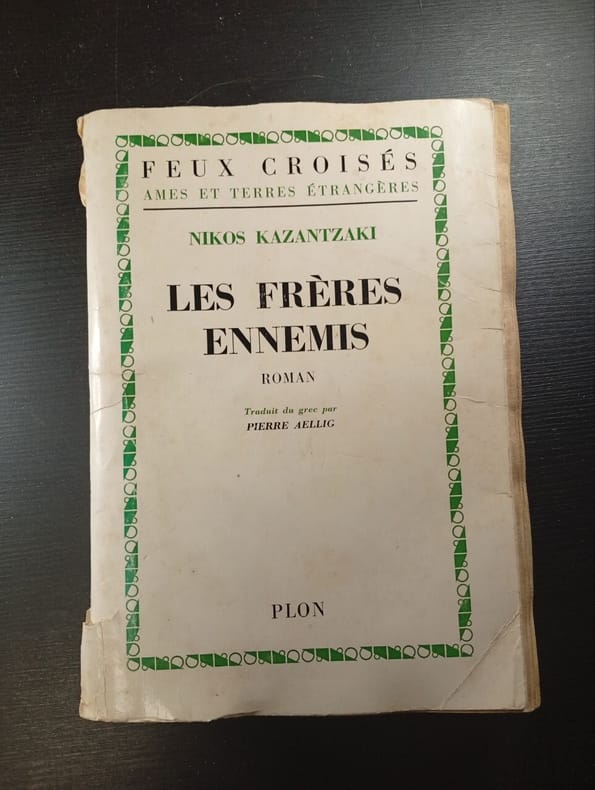 FEUX CROISÉS
AMES ET TERRES ÉTRANGÈRES
NIKOS KAZANTZAKI
LES FRÈRES
ENNEMIS
ROMAN
Traduit du grec par
PIERRE AELLIG
PLON